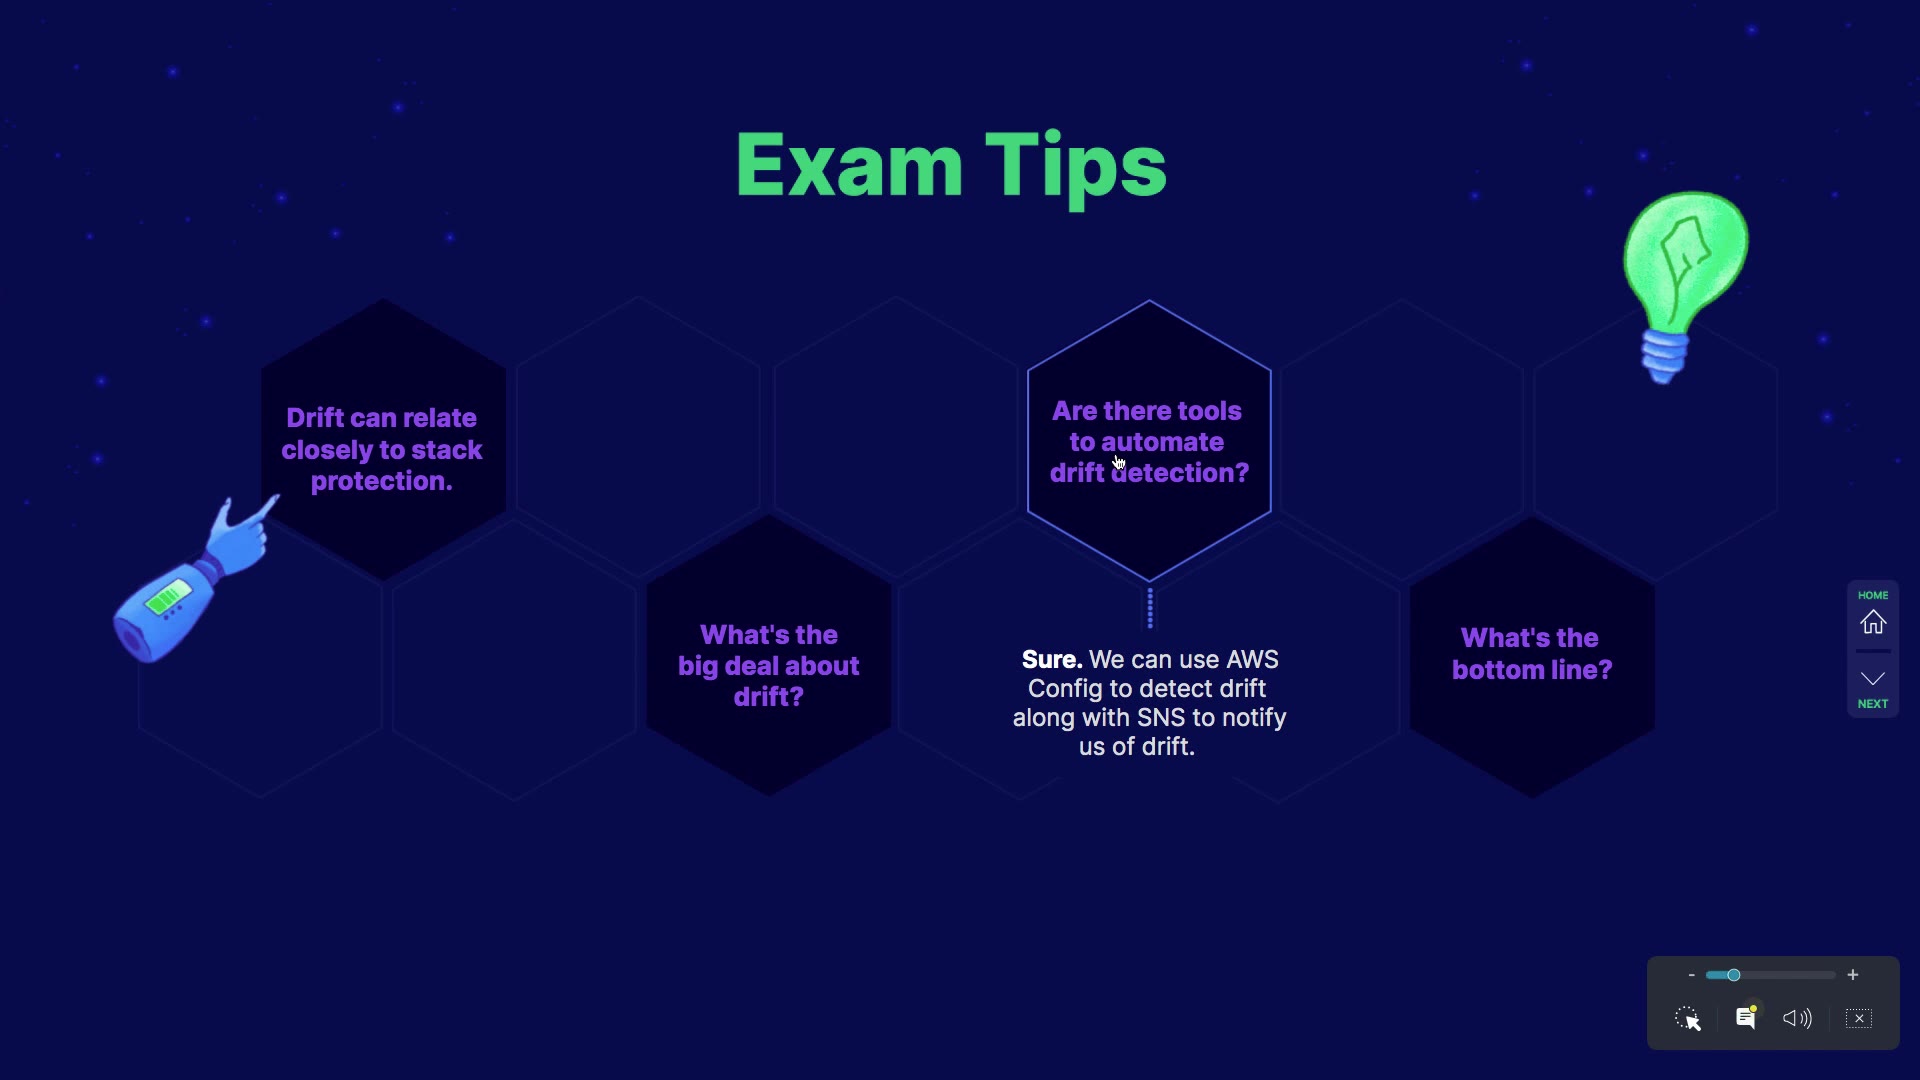 Exam Tips
Drift can relate
closely to stack
protection.
Are there tools
to automate
drift detection?
What's the
big deal about
drift?
Sure. We can use AWS
Config to detect drift
along with SNS to notify
us of drift.
What's the
bottom line?
HOME
NEXT
- +